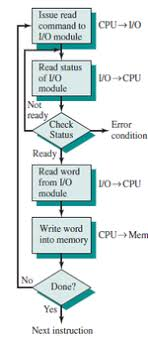 Issue read
command to
I/O module
CPU→I/O
Read status
of I/O
module
I/O→CPU
Not
ready
Check
Status
Error
condition
Ready
Read word
from I/O
module
I/O→CPU
Write word
into memory
CPU→Mem
No
Done?
Yes
Next instruction